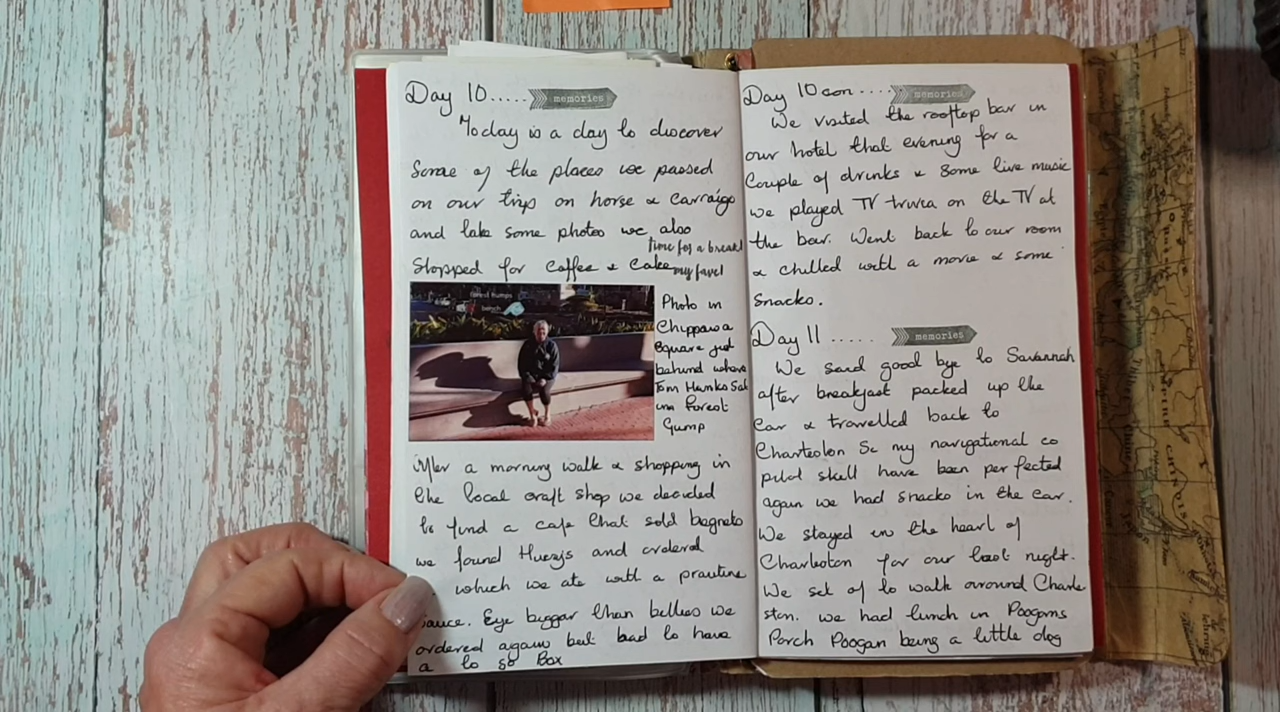 Day 10.....
memories
Today is a day to discover
Some of the places we passed
on our trips on horse & Carraige
and take some photos we also
time for a break!
Stopped for Coffee & Cake
my fave!
Forest Gumps
bench
Photo in
Chippawa
Square just
behind where
Tom Hanks Sat
in Forest
Gump
After a morning walk & shopping in
the local craft shop we decided
to find a cafe that sold begnets
we found Hueys and ordered
which we ate with a prauline
sauce. Eye bigger than bellies we
ordered again but had to have
a to go Box
Day 10 con ....
memories
We visited the rooftop bar in
our hotel that evening for a
Couple of drinks & some live music
we played TV trivea on the TV at
the bar. Went back to our room
& chilled with a movie & some
snacks.
Day 11 .....
memories
We said good bye to Savannah
after breakfast packed up the
Car & travelled back to
Charleston So my navigational co
pilot skill have been perfected
again we had snacks in the car.
We stayed in the heart of
Charleston for our last night.
We set of to walk around Charle
ston. we had lunch in Poogans
Porch Poogan being a little dog